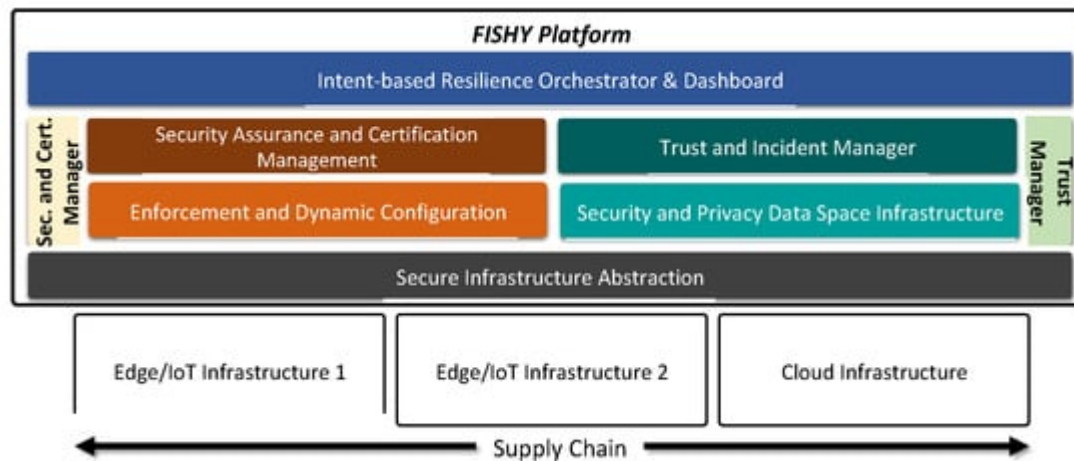 FISHY Platform
Intent-based Resilience Orchestrator & Dashboard
Sec. and Cert.
Manager
Security Assurance and Certification
Management
Trust and Incident Manager
Enforcement and Dynamic Configuration
Security and Privacy Data Space Infrastructure
Trust
Manager
Secure Infrastructure Abstraction
Edge/IoT Infrastructure 1
Edge/IoT Infrastructure 2
Cloud Infrastructure
Supply Chain